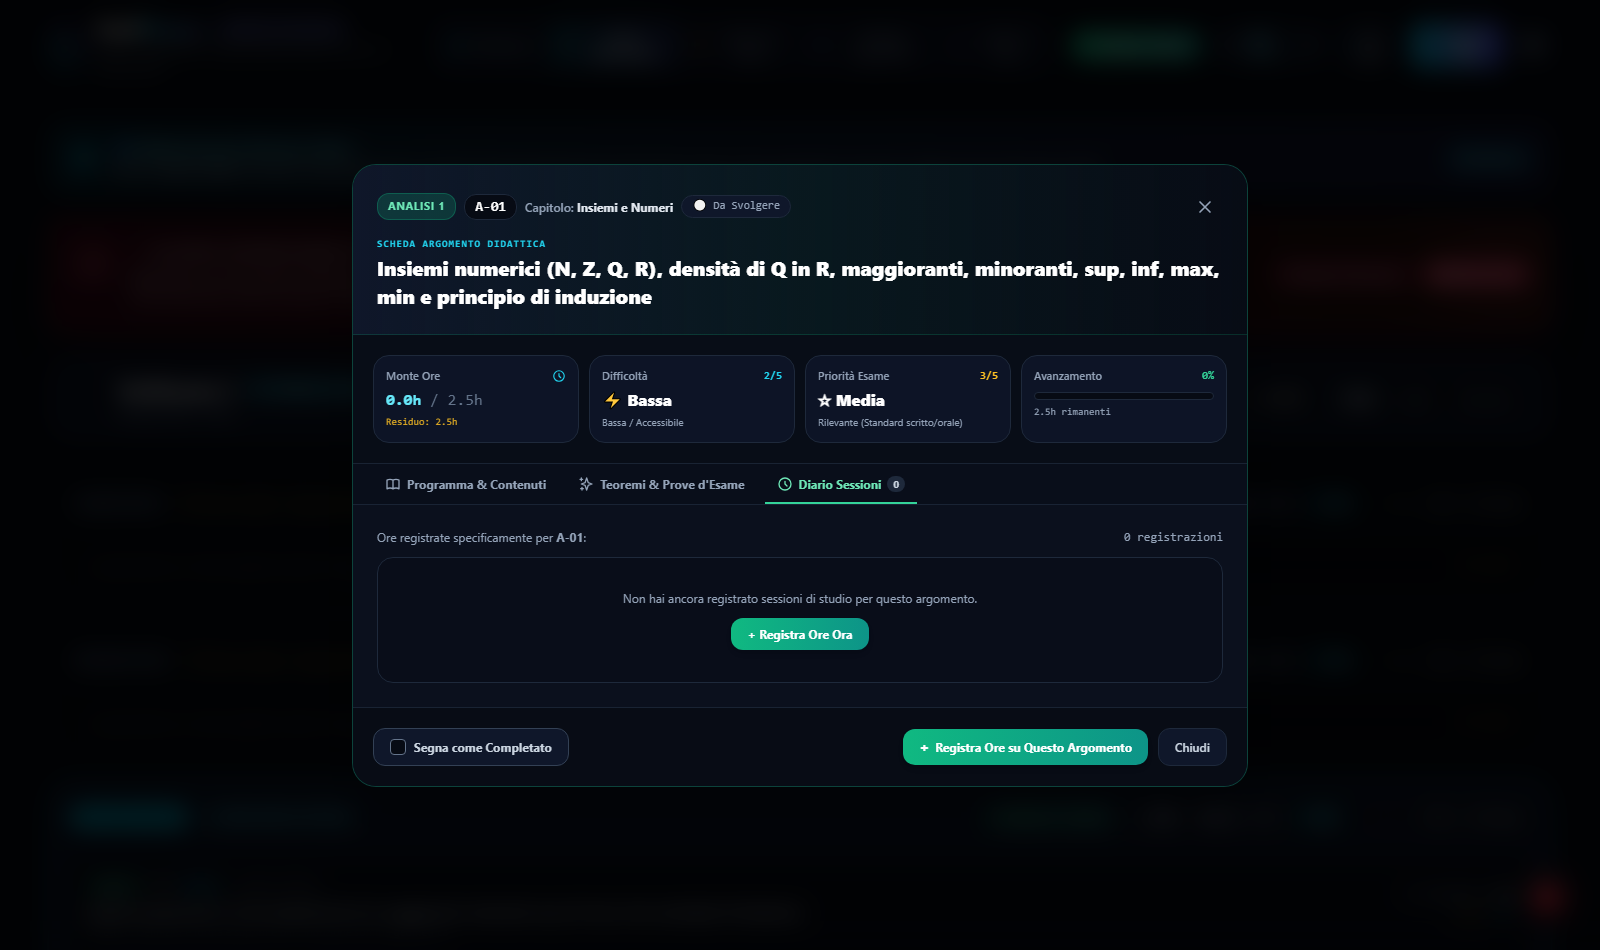 ANALISI 1 A-01 Capitolo: Insiemi e Numeri Da Svolgere
SCHEDA ARGOMENTO DIDATTICA
Insiemi numerici (N, Z, Q, R), densità di Q in R, maggioranti, minoranti, sup, inf, max,
min e principio di induzione
Monte Ore
0.0h / 2.5h
Residuo: 2.5h
Difficoltà 2/5
⚡ Bassa
Bassa / Accessibile
Priorità Esame 3/5
☆ Media
Rilevante (Standard scritto/orale)
Avanzamento 0%
2.5h rimanenti
Programma & Contenuti Teoremi & Prove d'Esame Diario Sessioni 0
Ore registrate specificamente per A-01: 0 registrazioni
Non hai ancora registrato sessioni di studio per questo argomento.
+ Registra Ore Ora
Segna come Completato + Registra Ore su Questo Argomento Chiudi